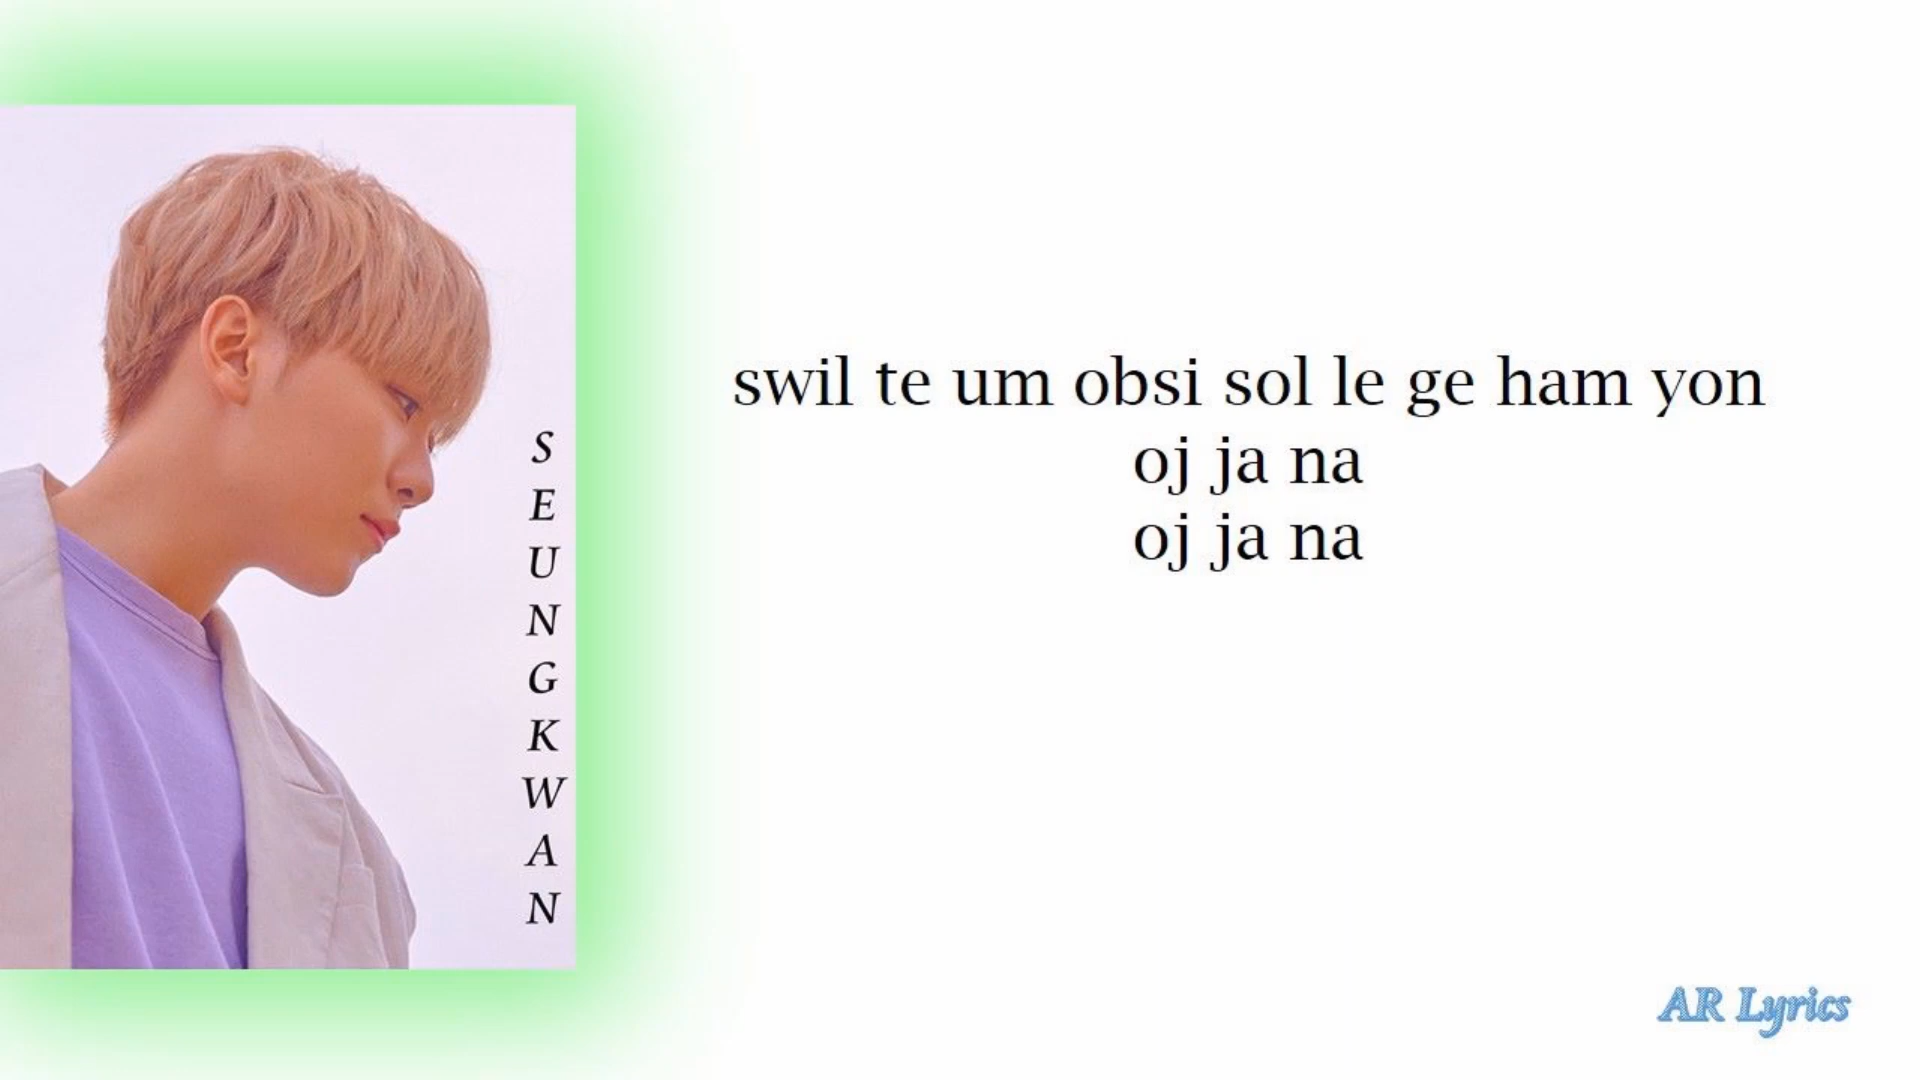 SEUNGKWAN
swil te um obsi sol le ge ham yon
oj ja na
oj ja na
AR Lyrics